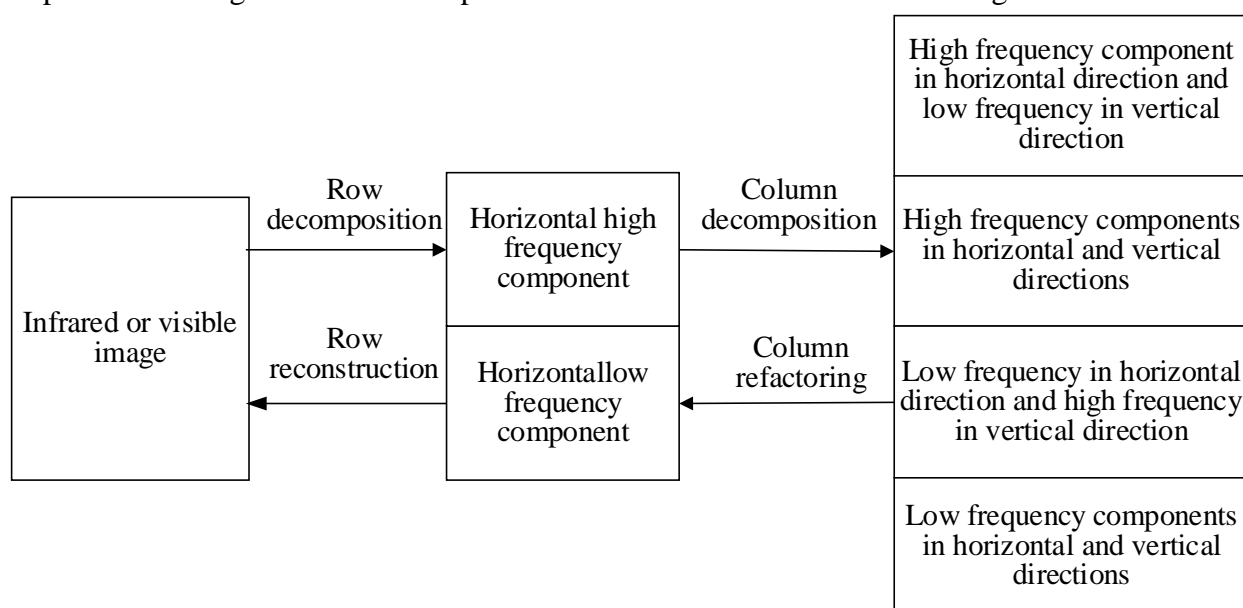 Infrared or visible
image
Row
decomposition
Row
reconstruction
Horizontal high
frequency
component
Horizontallow
frequency
component
Column
decomposition
Column
refactoring
High frequency component
in horizontal direction and
low frequency in vertical
direction
High frequency components
in horizontal and vertical
directions
Low frequency in horizontal
direction and high frequency
in vertical direction
Low frequency components
in horizontal and vertical
directions